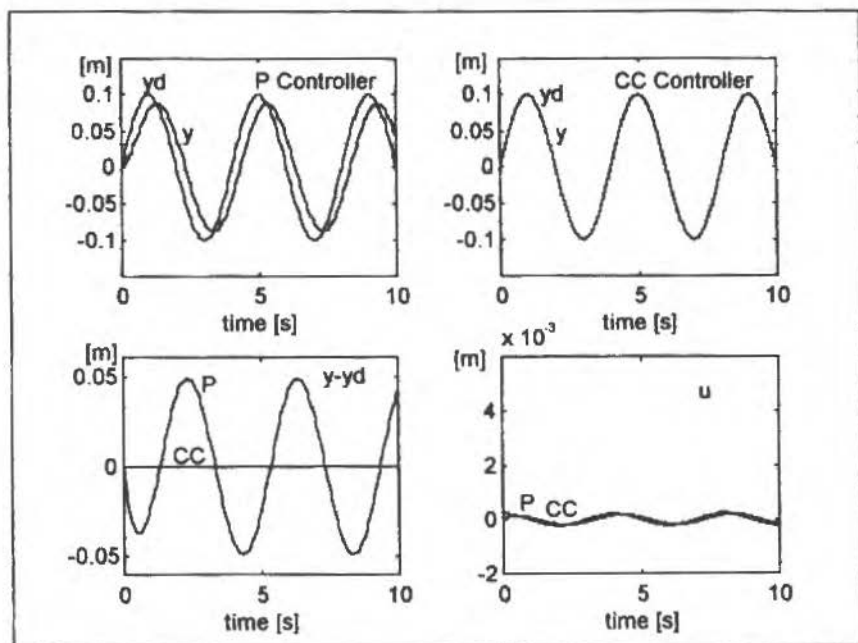 [m]
yd
P Controller
0.1
0.05
y
0
-0.05
-0.1
0
5
10
time [s]
yd
CC Controller
0.1
0.05
y
0
-0.05
-0.1
0
5
10
time [s]
[m]
0.05
P
y-yd
CC
0
-0.05
0
5
10
time [s]
x 10-3
[m]
4
u
2
P
CC
0
-2
0
5
10
time [s]